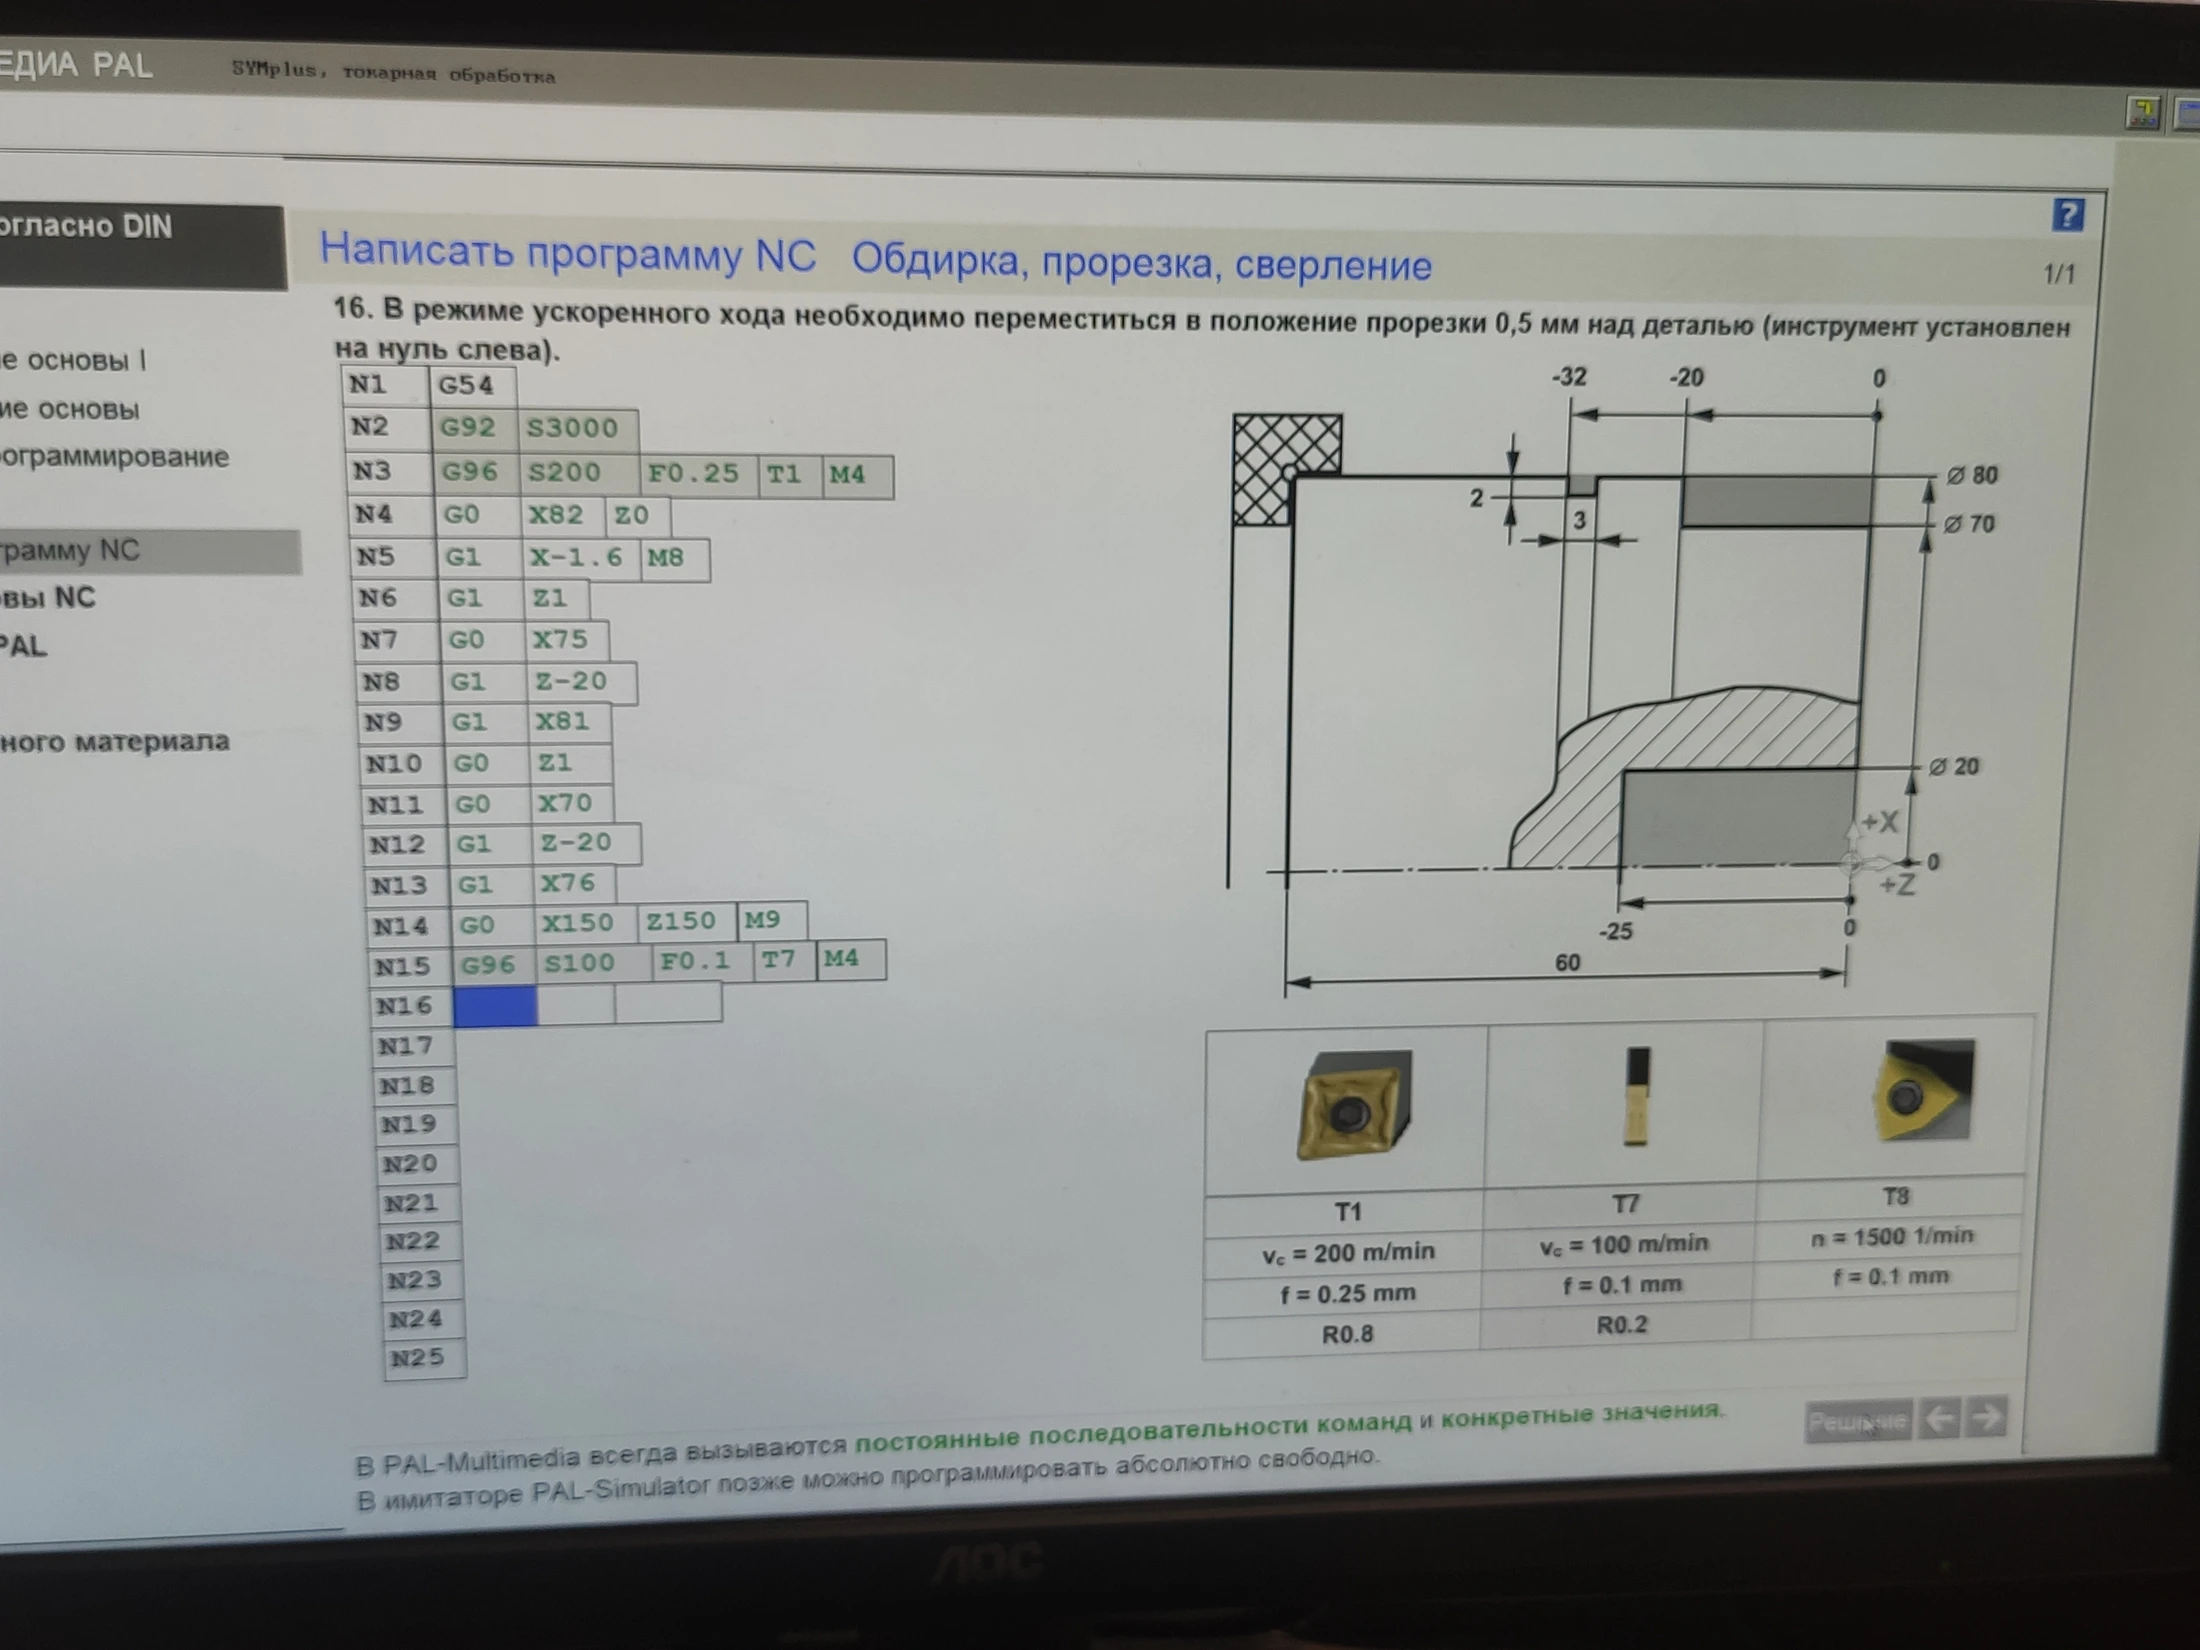 ЕДИА PAL
SYMplus, токарная обработка
огласно DIN
?
Написать программу NC Обдирка, прорезка, сверление
1/1
16. В режиме ускоренного хода необходимо переместиться в положение прорезки 0,5 мм над деталью (инструмент установлен
на нуль слева).
е основы I
ие основы
ограммирование
грамму NC
овы NC
PAL
ного материала
N1 G54
N2 G92 S3000
N3 G96 S200 F0.25 T1 M4
N4 G0 X82 Z0
N5 G1 X-1.6 M8
N6 G1 Z1
N7 G0 X75
N8 G1 Z-20
N9 G1 X81
N10 G0 Z1
N11 G0 X70
N12 G1 Z-20
N13 G1 X76
N14 G0 X150 Z150 M9
N15 G96 S100 F0.1 T7 M4
N16
N17
N18
N19
N20
N21
N22
N23
N24
N25
-32 -20 0
Ø 80
2
3
Ø 70
Ø 20
+X
0
+Z
-25 0
60
T1 T7 T8
vc = 200 m/min vc = 100 m/min n = 1500 1/min
f = 0.25 mm f = 0.1 mm f = 0.1 mm
R0.8 R0.2
В PAL-Multimedia всегда вызываются постоянные последовательности команд и конкретные значения.
В имитаторе PAL-Simulator позже можно программировать абсолютно свободно.
Решение
AOC